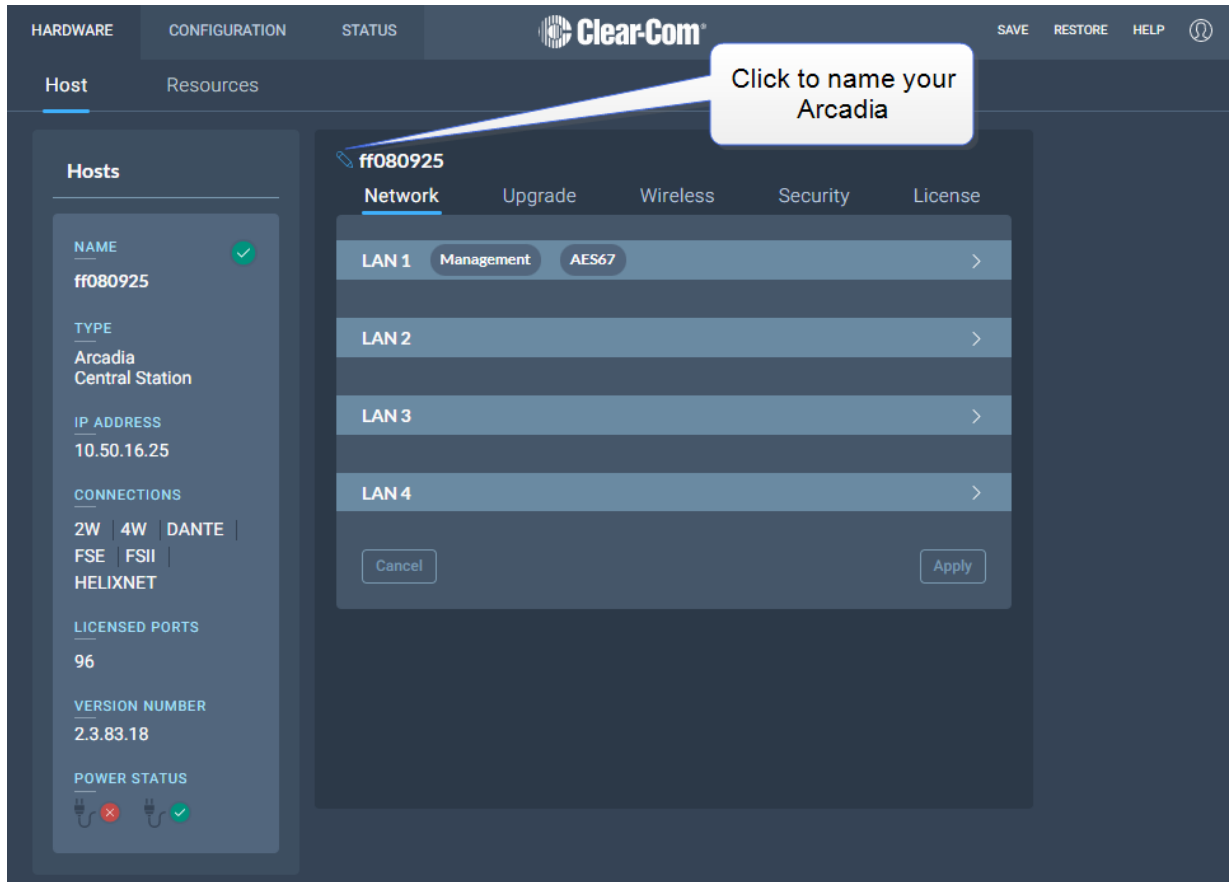 HARDWARE CONFIGURATION STATUS Clear-Com® SAVE RESTORE HELP
Host Resources
Click to name your
Arcadia
Hosts
NAME
ff080925
TYPE
Arcadia
Central Station
IP ADDRESS
10.50.16.25
CONNECTIONS
2W 4W DANTE
FSE FSII
HELIXNET
LICENSED PORTS
96
VERSION NUMBER
2.3.83.18
POWER STATUS
ff080925
Network Upgrade Wireless Security License
LAN 1 Management AES67
LAN 2
LAN 3
LAN 4
Cancel Apply